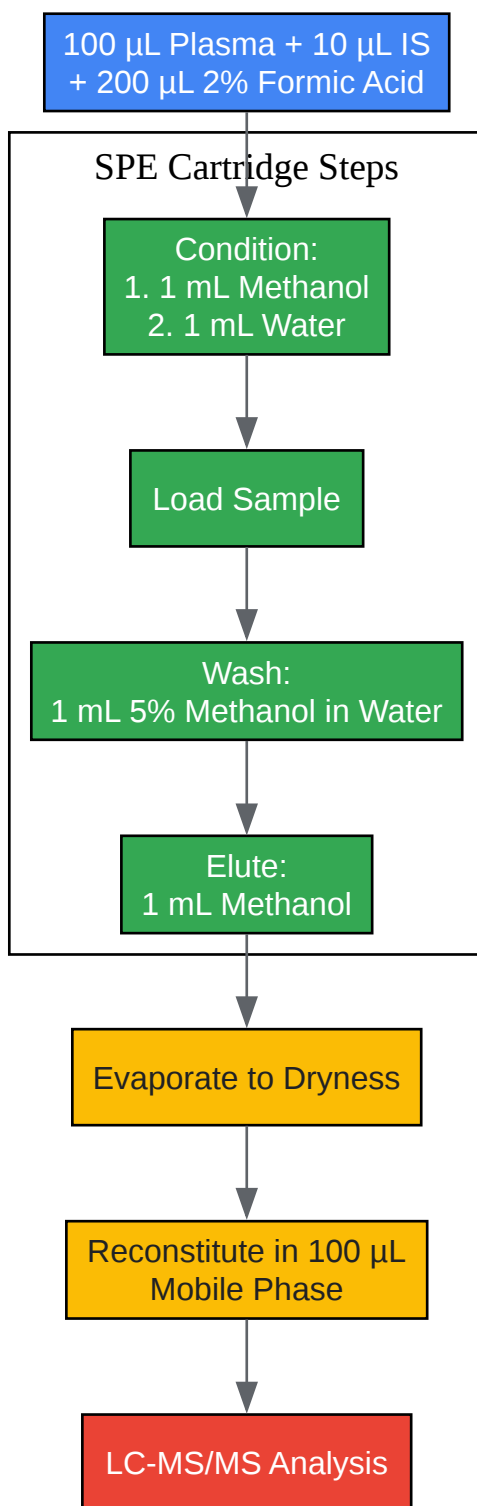 100 µL Plasma + 10 µL IS
+ 200 µL 2% Formic Acid
SPE Cartridge Steps
Condition:
1. 1 mL Methanol
2. 1 mL Water
Load Sample
Wash:
1 mL 5% Methanol in Water
Elute:
1 mL Methanol
Evaporate to Dryness
Reconstitute in 100 µL
Mobile Phase
LC-MS/MS Analysis